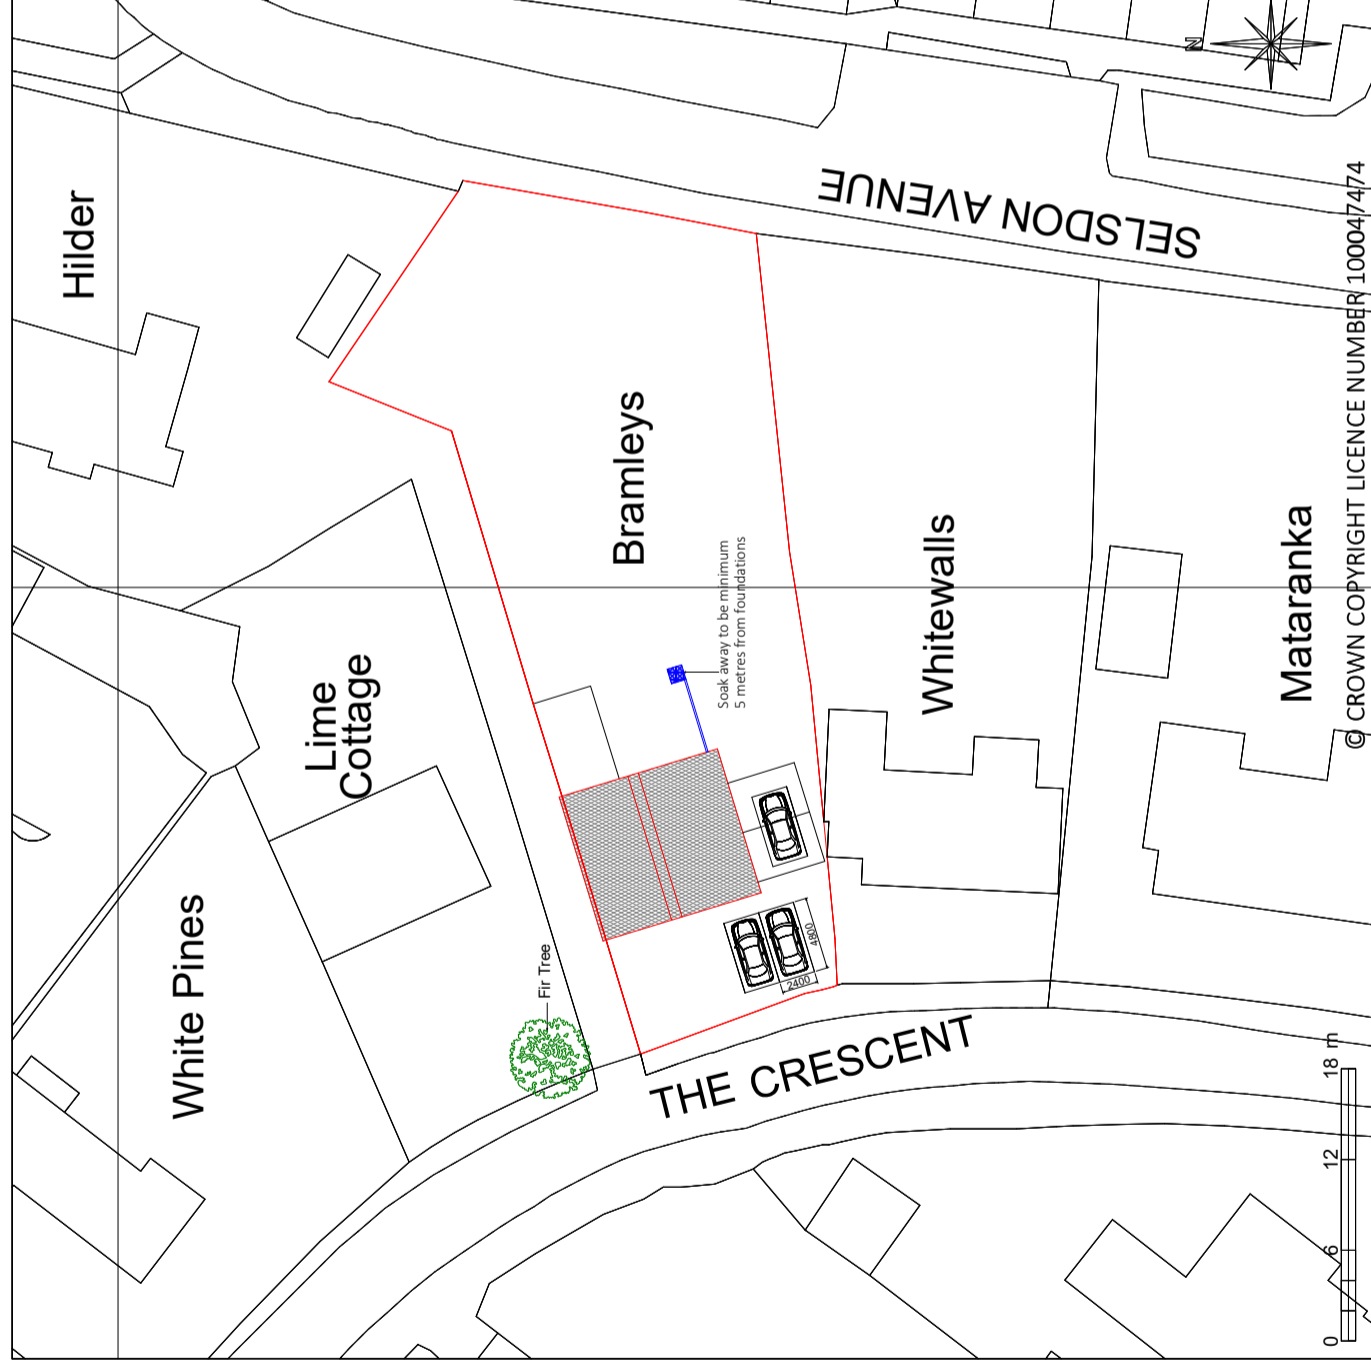 Hilder
N
SELSDON AVENUE
Bramleys
Soak away to be minimum
5 metres from foundations
Lime
Cottage
Whitewalls
Mataranka
White Pines
Fir Tree
4800
2400
THE CRESCENT
0 6 12 18 m
© CROWN COPYRIGHT LICENCE NUMBER 100047474